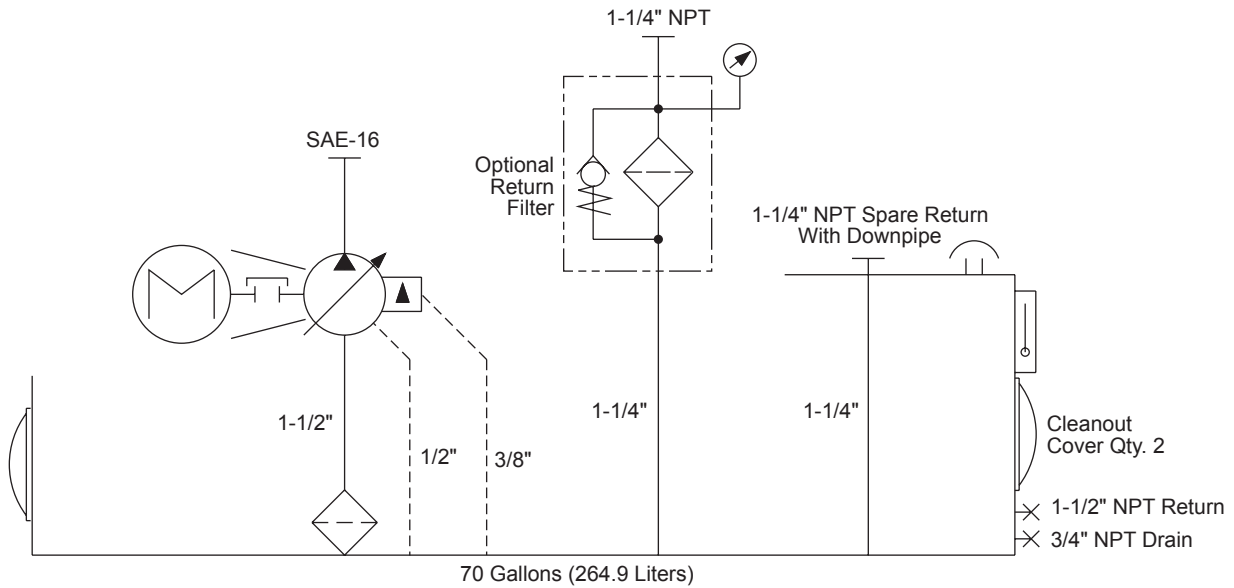 1-1/4" NPT
SAE-16
Optional
Return
Filter
1-1/4" NPT Spare Return
With Downpipe
M
1-1/2"
1/2"
3/8"
1-1/4"
1-1/4"
Cleanout
Cover Qty. 2
1-1/2" NPT Return
3/4" NPT Drain
70 Gallons (264.9 Liters)